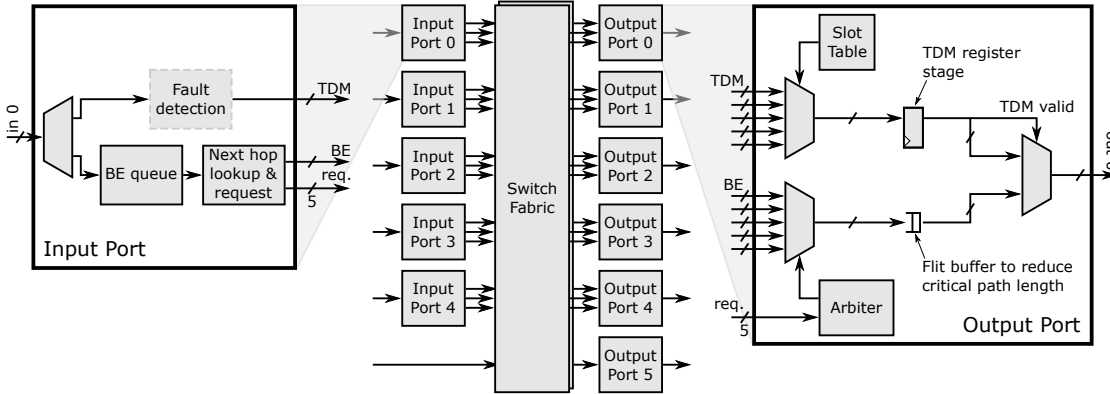 in 0
Fault
detection
TDM
BE queue
Next hop
lookup &
request
BE
req.
5
Input Port
Input
Port 0
Input
Port 1
Input
Port 2
Input
Port 3
Input
Port 4
Switch
Fabric
Output
Port 0
Output
Port 1
Output
Port 2
Output
Port 3
Output
Port 4
Output
Port 5
Slot
Table
TDM
TDM register
stage
TDM valid
BE
Flit buffer to reduce
critical path length
req.
5
Arbiter
Output Port